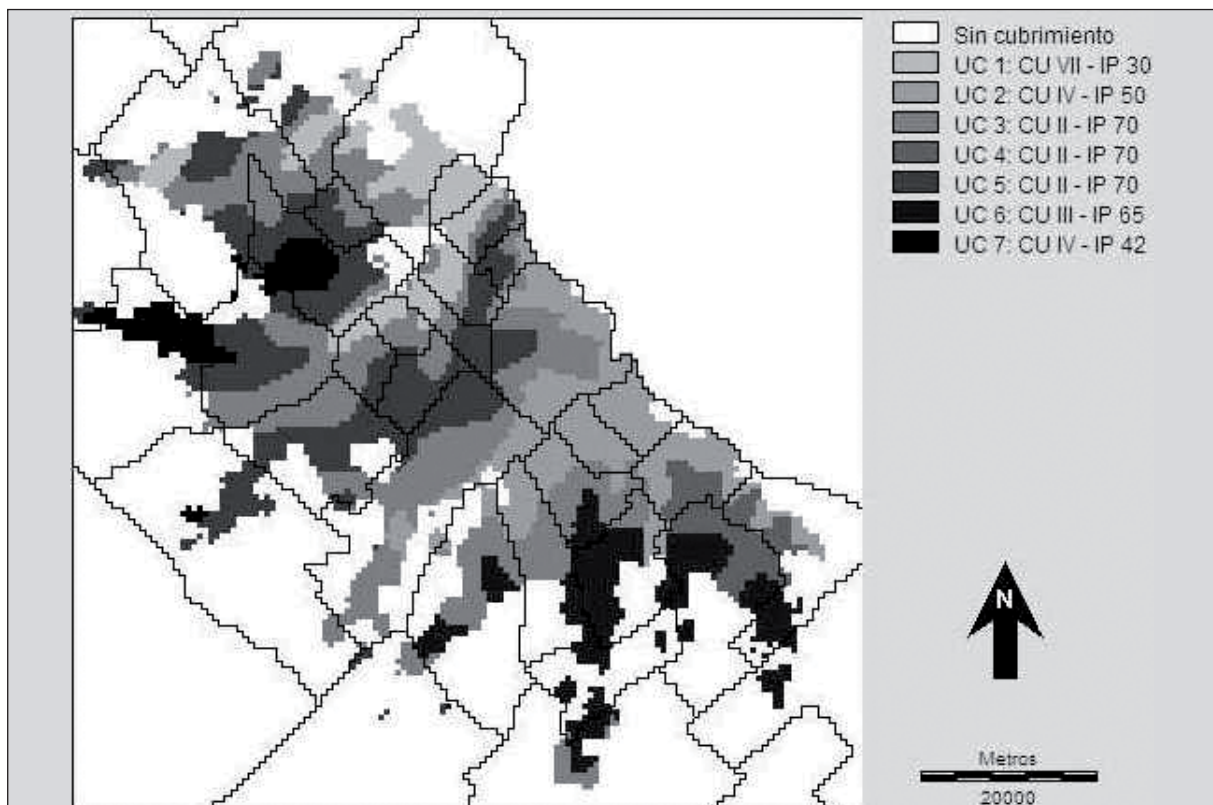 Sin cubrimiento
UC 1: CU VII - IP 30
UC 2: CU IV - IP 50
UC 3: CU II - IP 70
UC 4: CU II - IP 70
UC 5: CU II - IP 70
UC 6: CU III - IP 65
UC 7: CU IV - IP 42
N
Metros
20000